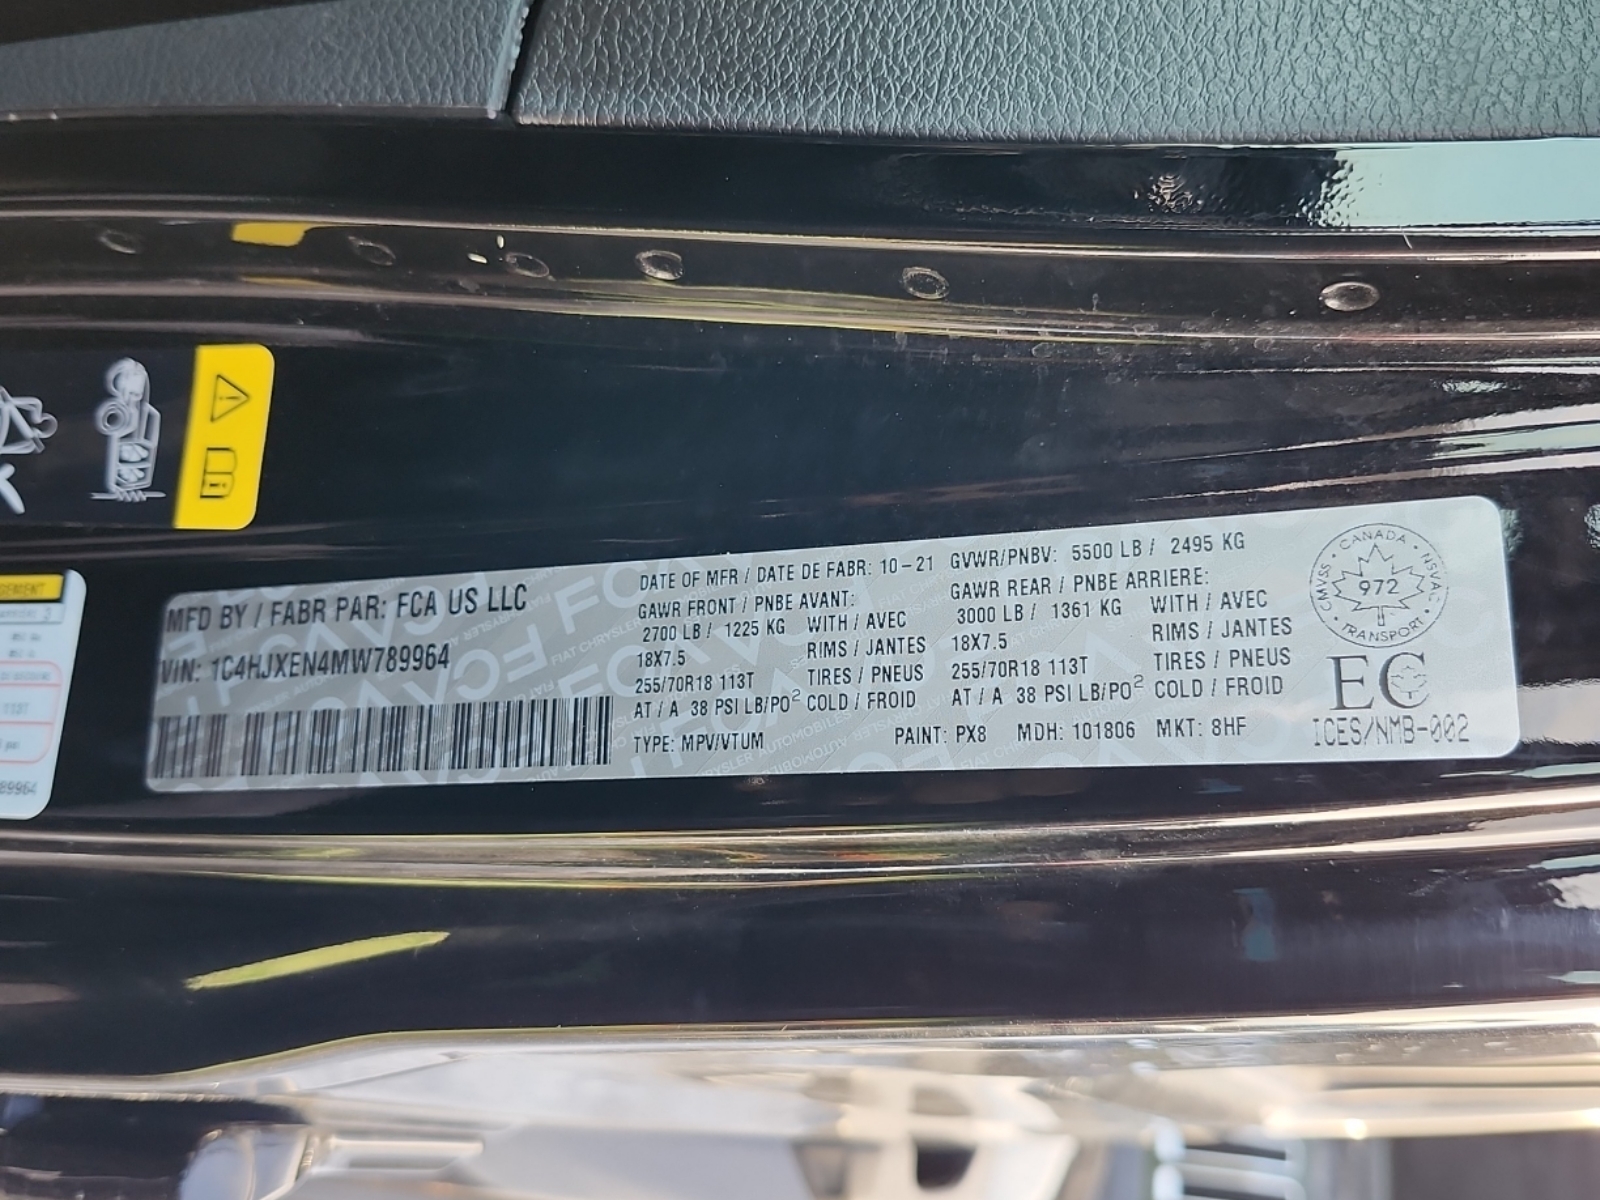 MFD BY / FABR PAR: FCA US LLC
VIN: 1C4HJXEN4MW789964
DATE OF MFR / DATE DE FABR: 10-21
GAWR FRONT / PNBE AVANT:
2700 LB / 1225 KG WITH / AVEC
18X7.5 RIMS / JANTES
255/70R18 113T TIRES / PNEUS
AT / A 38 PSI LB/PO2 COLD / FROID
TYPE: MPV/VTUM
GVWR/PNBV: 5500 LB / 2495 KG
GAWR REAR / PNBE ARRIERE:
3000 LB / 1361 KG WITH / AVEC
18X7.5 RIMS / JANTES
255/70R18 113T TIRES / PNEUS
AT / A 38 PSI LB/PO2 COLD / FROID
PAINT: PX8 MDH: 101806 MKT: 8HF
CANADA
CMVSS
NSVAC
972
TRANSPORT
EC
ICES/NMB-002
113T
89964